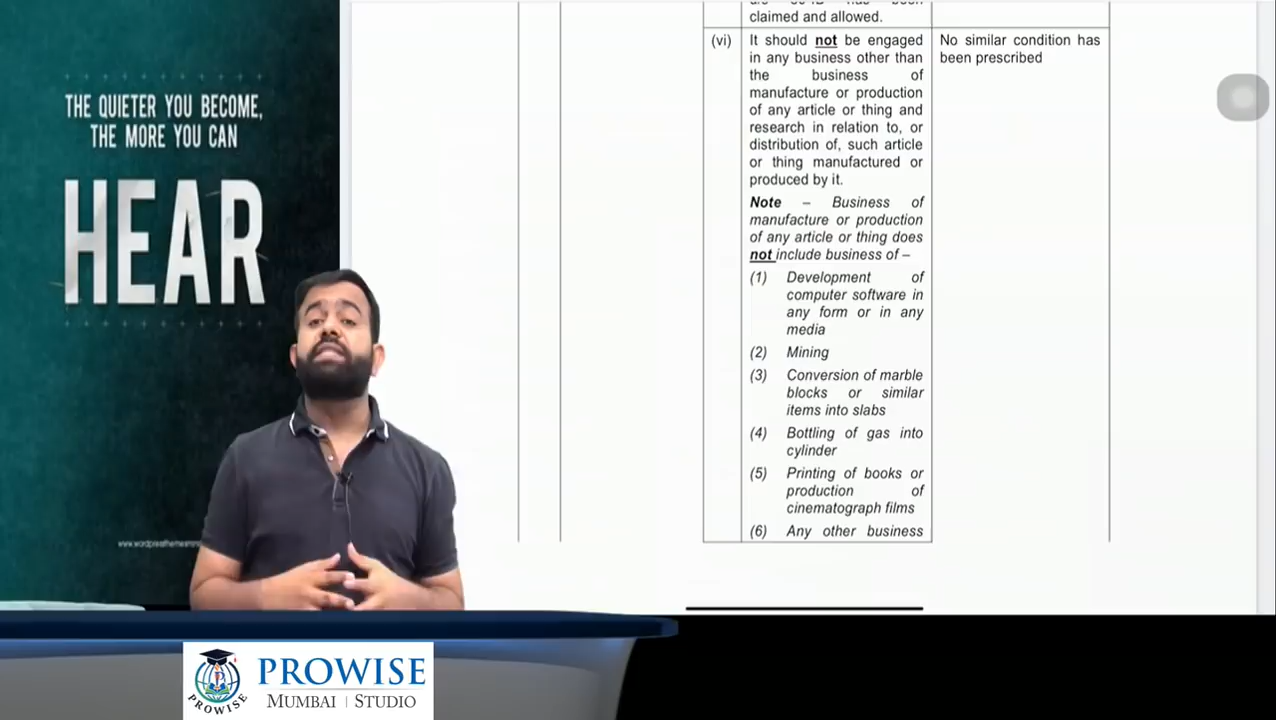 THE QUIETER YOU BECOME,
THE MORE YOU CAN
HEAR
claimed and allowed.
(vi) It should not be engaged
in any business other than
the business of
manufacture or production
of any article or thing and
research in relation to, or
distribution of, such article
or thing manufactured or
produced by it.
Note – Business of
manufacture or production
of any article or thing does
not include business of –
(1) Development of
computer software in
any form or in any
media
(2) Mining
(3) Conversion of marble
blocks or similar
items into slabs
(4) Bottling of gas into
cylinder
(5) Printing of books or
production of
cinematograph films
(6) Any other business
No similar condition has
been prescribed
PROWISE
PROWISE
MUMBAI | STUDIO